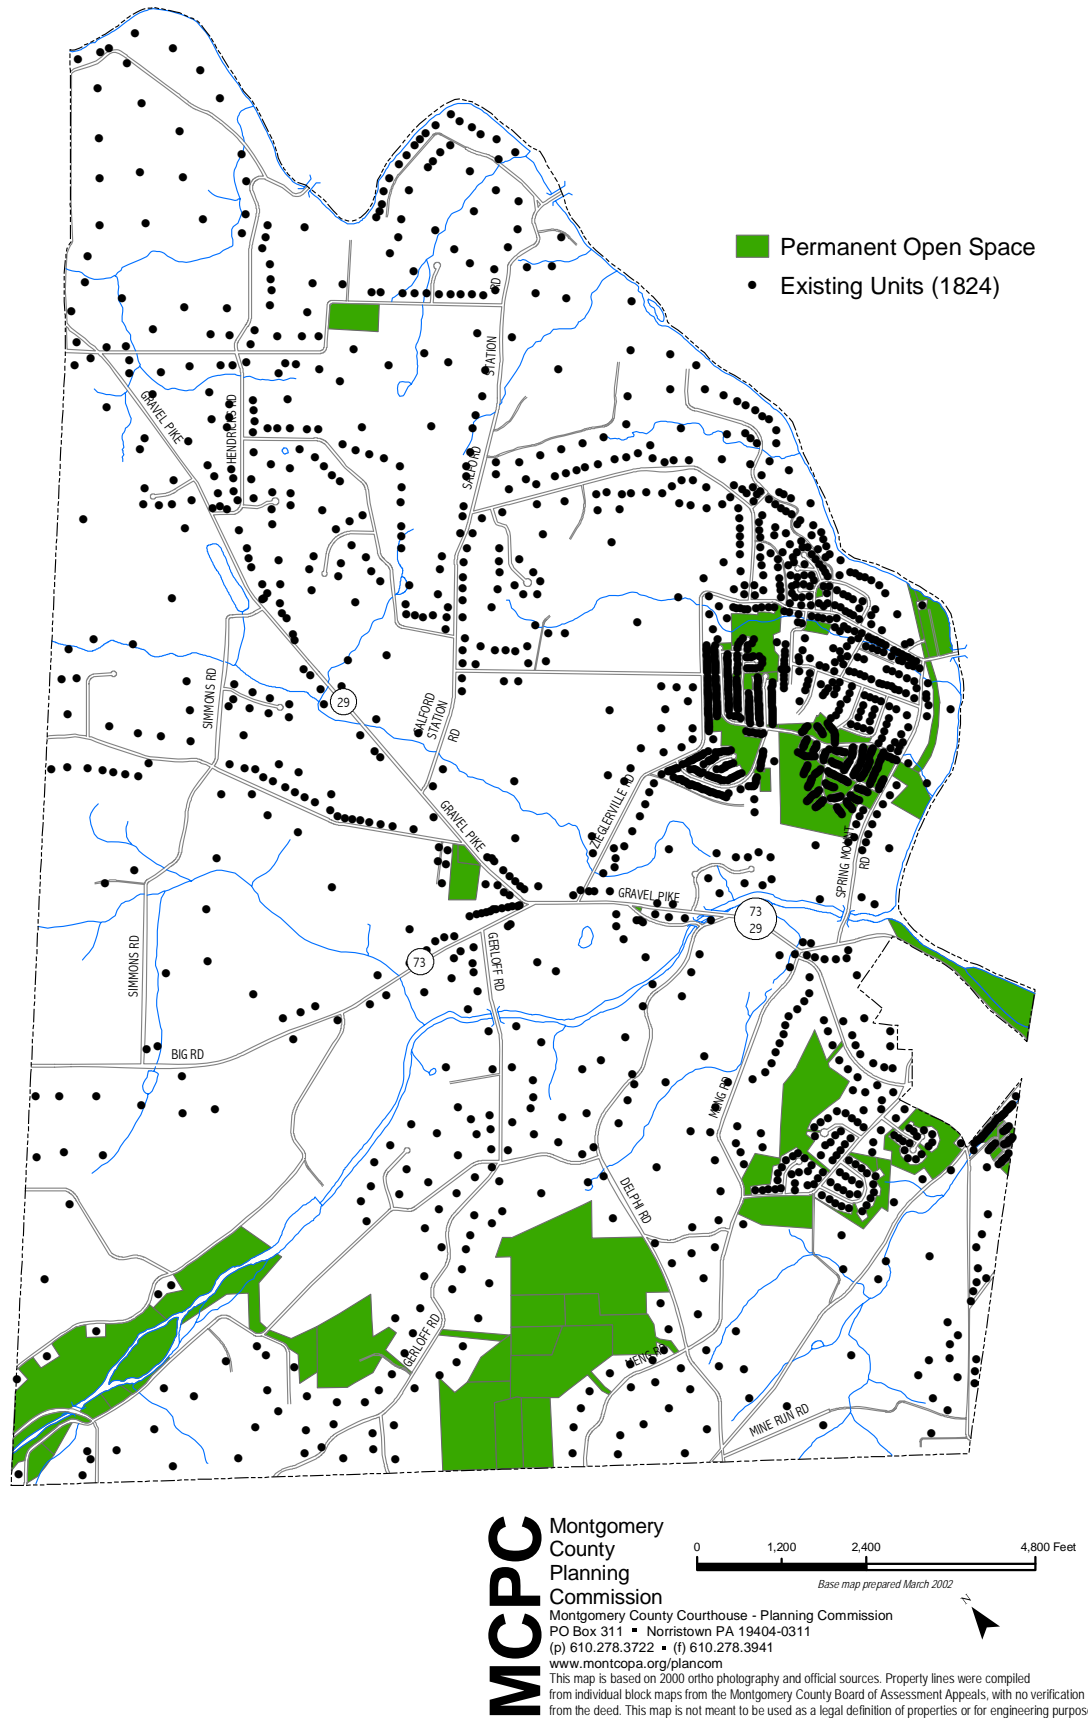 Permanent Open Space
Existing Units (1824)
STATION
RD
GRAVEL PIKE
HENDRICKS RD
SALFORD
SIMMONS RD
29
SALFORD
STATION
RD
GRAVEL PIKE
ZIEGLERVILLE RD
SPRING MOUNT
RD
GRAVEL PIKE
73
29
SIMMONS RD
73
GERLOFF RD
BIG RD
MENG RD
DELPHI RD
GERLOFF RD
MENG RD
MINE RUN RD
MCPC
Montgomery
County
Planning
Commission
0 1,200 2,400 4,800 Feet
Base map prepared March 2002
N
Montgomery County Courthouse - Planning Commission
PO Box 311 ▪ Norristown PA 19404-0311
(p) 610.278.3722 ▪ (f) 610.278.3941
www.montcopa.org/plancom
This map is based on 2000 ortho photography and official sources. Property lines were compiled
from individual block maps from the Montgomery County Board of Assessment Appeals, with no verification
from the deed. This map is not meant to be used as a legal definition of properties or for engineering purpos